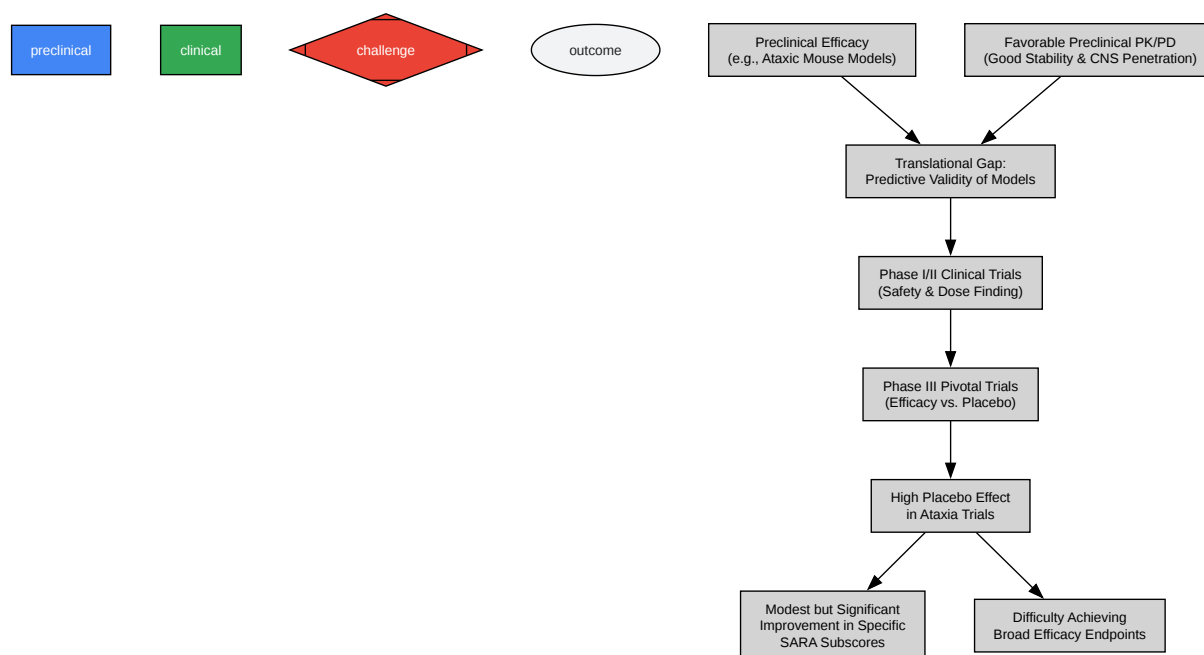 preclinical
clinical
challenge
outcome
Preclinical Efficacy
(e.g., Ataxic Mouse Models)
Favorable Preclinical PK/PD
(Good Stability & CNS Penetration)
Translational Gap:
Predictive Validity of Models
Phase I/II Clinical Trials
(Safety & Dose Finding)
Phase III Pivotal Trials
(Efficacy vs. Placebo)
High Placebo Effect
in Ataxia Trials
Modest but Significant
Improvement in Specific
SARA Subscores
Difficulty Achieving
Broad Efficacy Endpoints